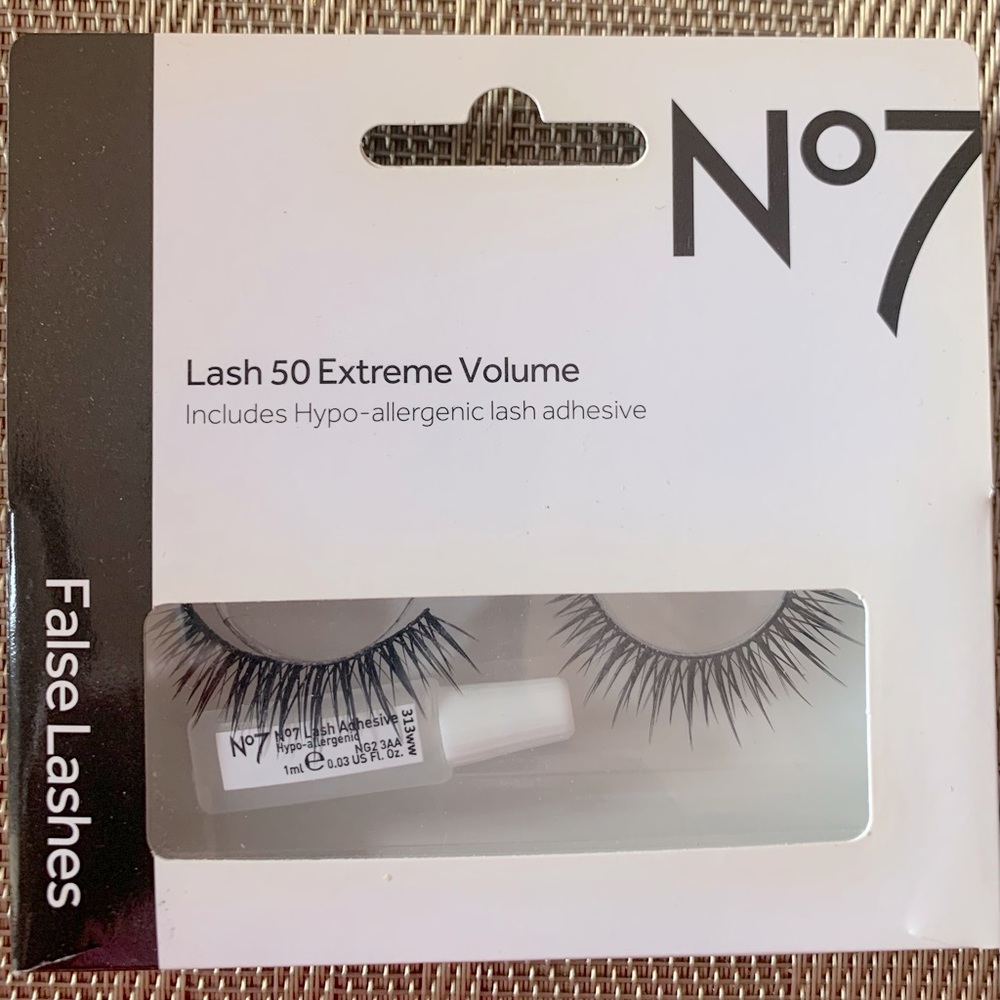 No7
Lash 50 Extreme Volume
Includes Hypo-allergenic lash adhesive
False Lashes
No7
No7 Lash Adhesive
Hypo-allergenic
NG2 3AA
1ml e 0.03 US Fl. Oz.
313ww